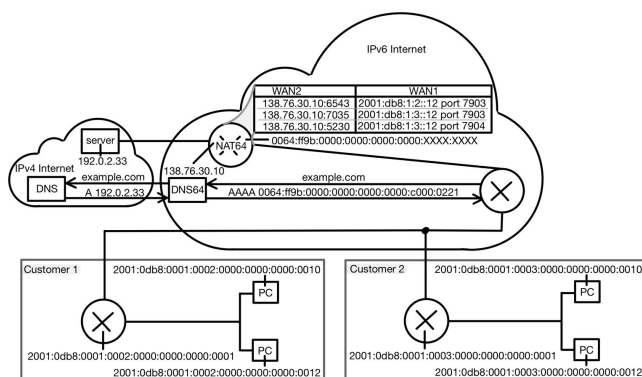 IPv6 Internet
WAN2 WAN1
138.76.30.10:6543 2001:db8:1:2::12 port 7903
138.76.30.10:7035 2001:db8:1:3::12 port 7903
138.76.30.10:5230 2001:db8:1:3::12 port 7904
server
NAT64
0064:ff9b:0000:0000:0000:0000:XXXX:XXXX
192.0.2.33
IPv4 Internet
138.76.30.10
example.com
example.com
DNS
DNS64
A 192.0.2.33
AAAA 0064:ff9b:0000:0000:0000:0000:c000:0221
Customer 1
2001:0db8:0001:0002:0000:0000:0000:0010
PC
2001:0db8:0001:0002:0000:0000:0000:0001
PC
2001:0db8:0001:0002:0000:0000:0000:0012
Customer 2
2001:0db8:0001:0003:0000:0000:0000:0010
PC
2001:0db8:0001:0003:0000:0000:0000:0001
PC
2001:0db8:0001:0003:0000:0000:0000:0012